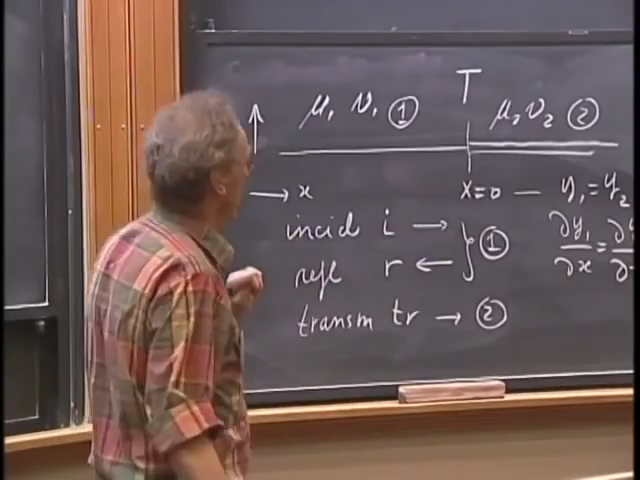 μ₁ v₁ ① T μ₂ v₂ ②
→ x x=0 — y₁ = y₂
incid i → } ①
refl r ←
∂y₁/∂x =
transm tr → ②